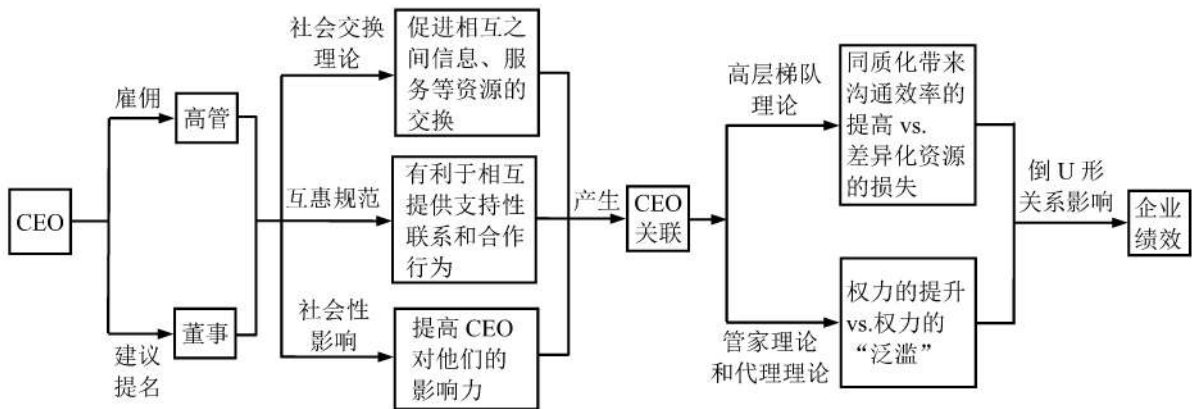 CEO
雇佣
高管
建议
提名
董事
社会交换
理论
促进相互之
间信息、服
务等资源的
交换
互惠规范
有利于相互
提供支持性
联系和合作
行为
社会性
影响
提高 CEO
对他们的
影响力
产生
CEO
关联
高层梯队
理论
同质化带来
沟通效率的
提高 vs.
差异化资源
的损失
管家理论
和代理理论
权力的提升
vs.权力的
“泛滥”
倒 U 形
关系影响
企业
绩效